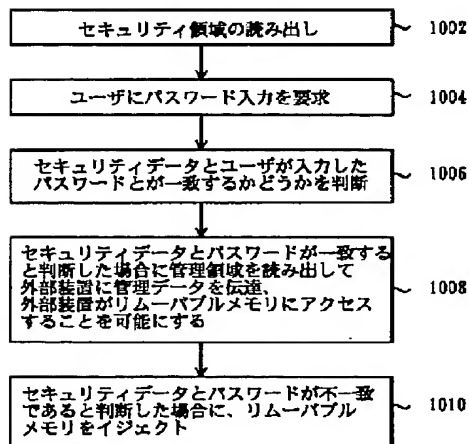 セキュリティ領域の読み出し
1002
ユーザにパスワード入力を要求
1004
セキュリティデータとユーザが入力した
パスワードとが一致するかどうかを判断
1006
セキュリティデータとパスワードが一致する
と判断した場合に管理領域を読み出して
外部装置に管理データを伝達、
外部装置がリムーバブルメモリにアクセス
することを可能にする
1008
セキュリティデータとパスワードが不一致
であると判断した場合に、リムーバブル
メモリをイジェクト
1010